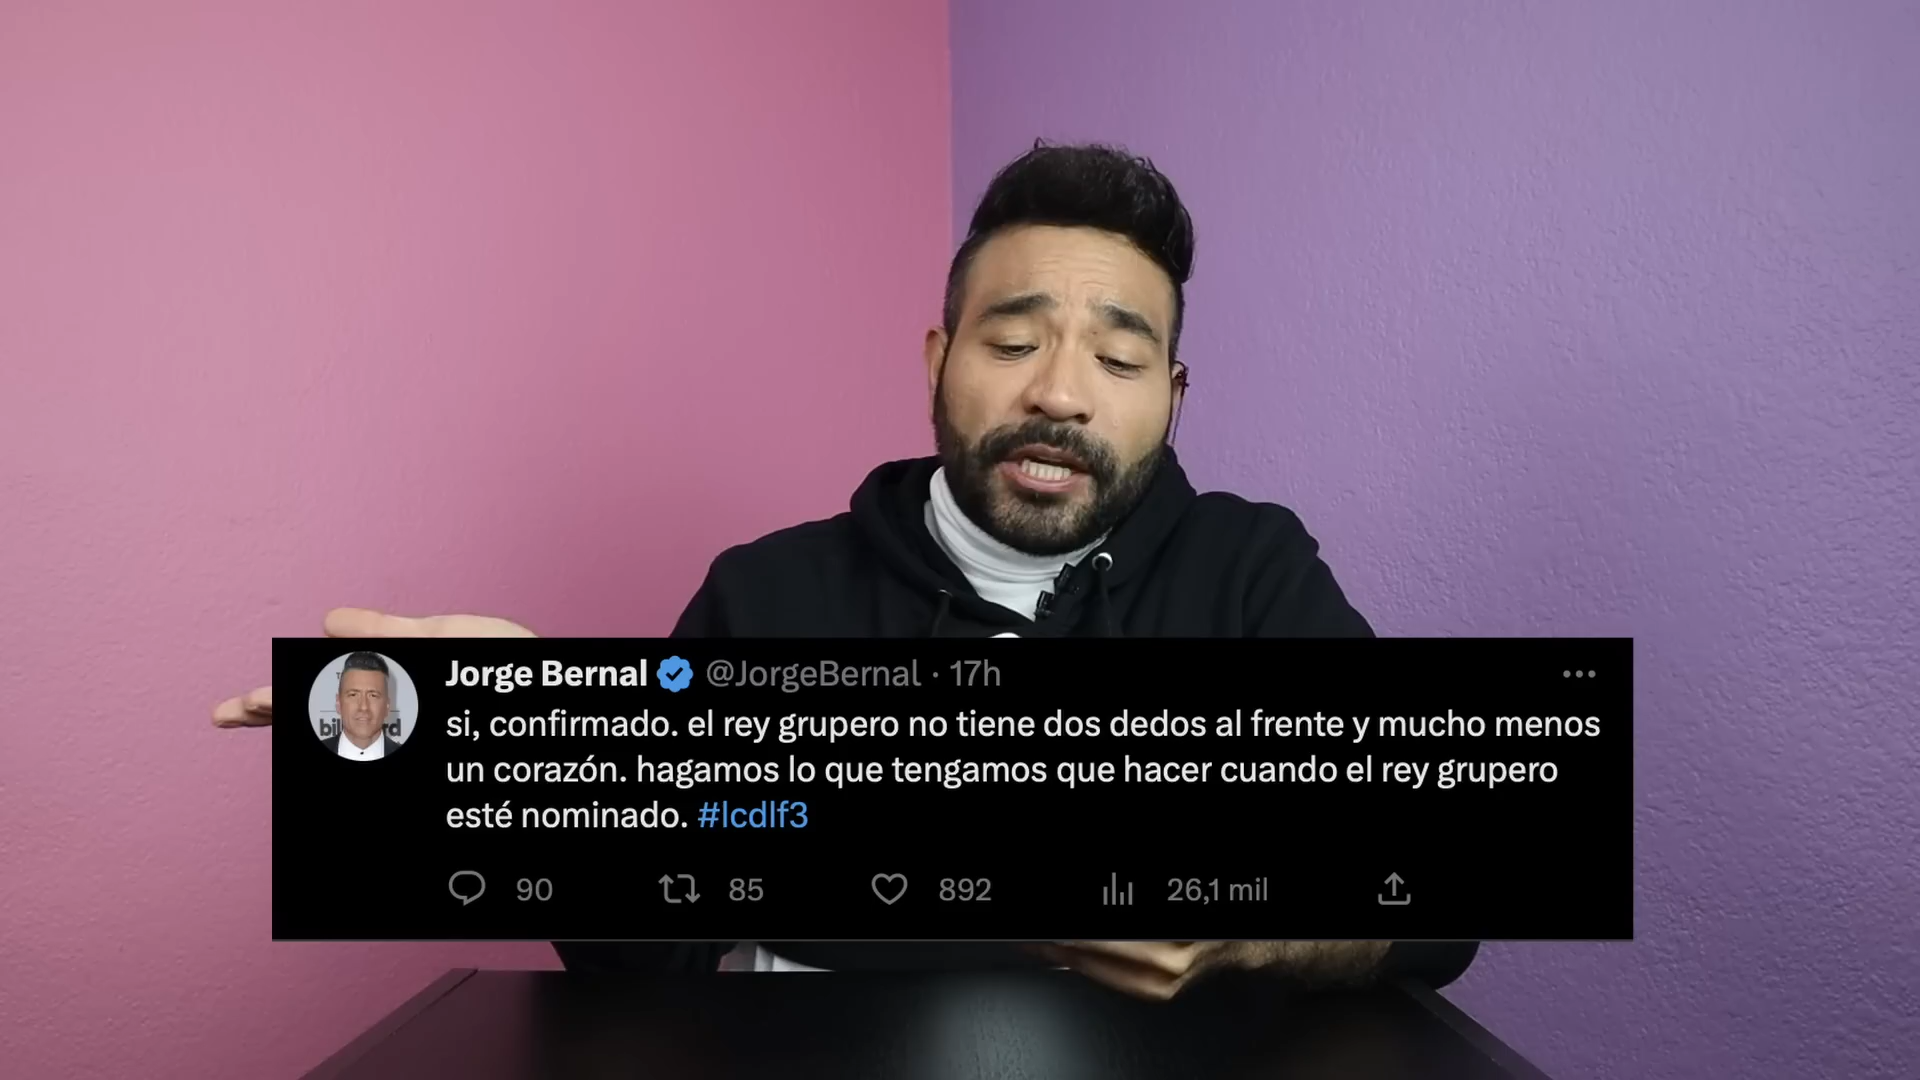 Jorge Bernal @JorgeBernal · 17h
si, confirmado. el rey grupero no tiene dos dedos al frente y mucho menos
un corazón. hagamos lo que tengamos que hacer cuando el rey grupero
esté nominado. #lcdlf3
90 85 892 26,1 mil